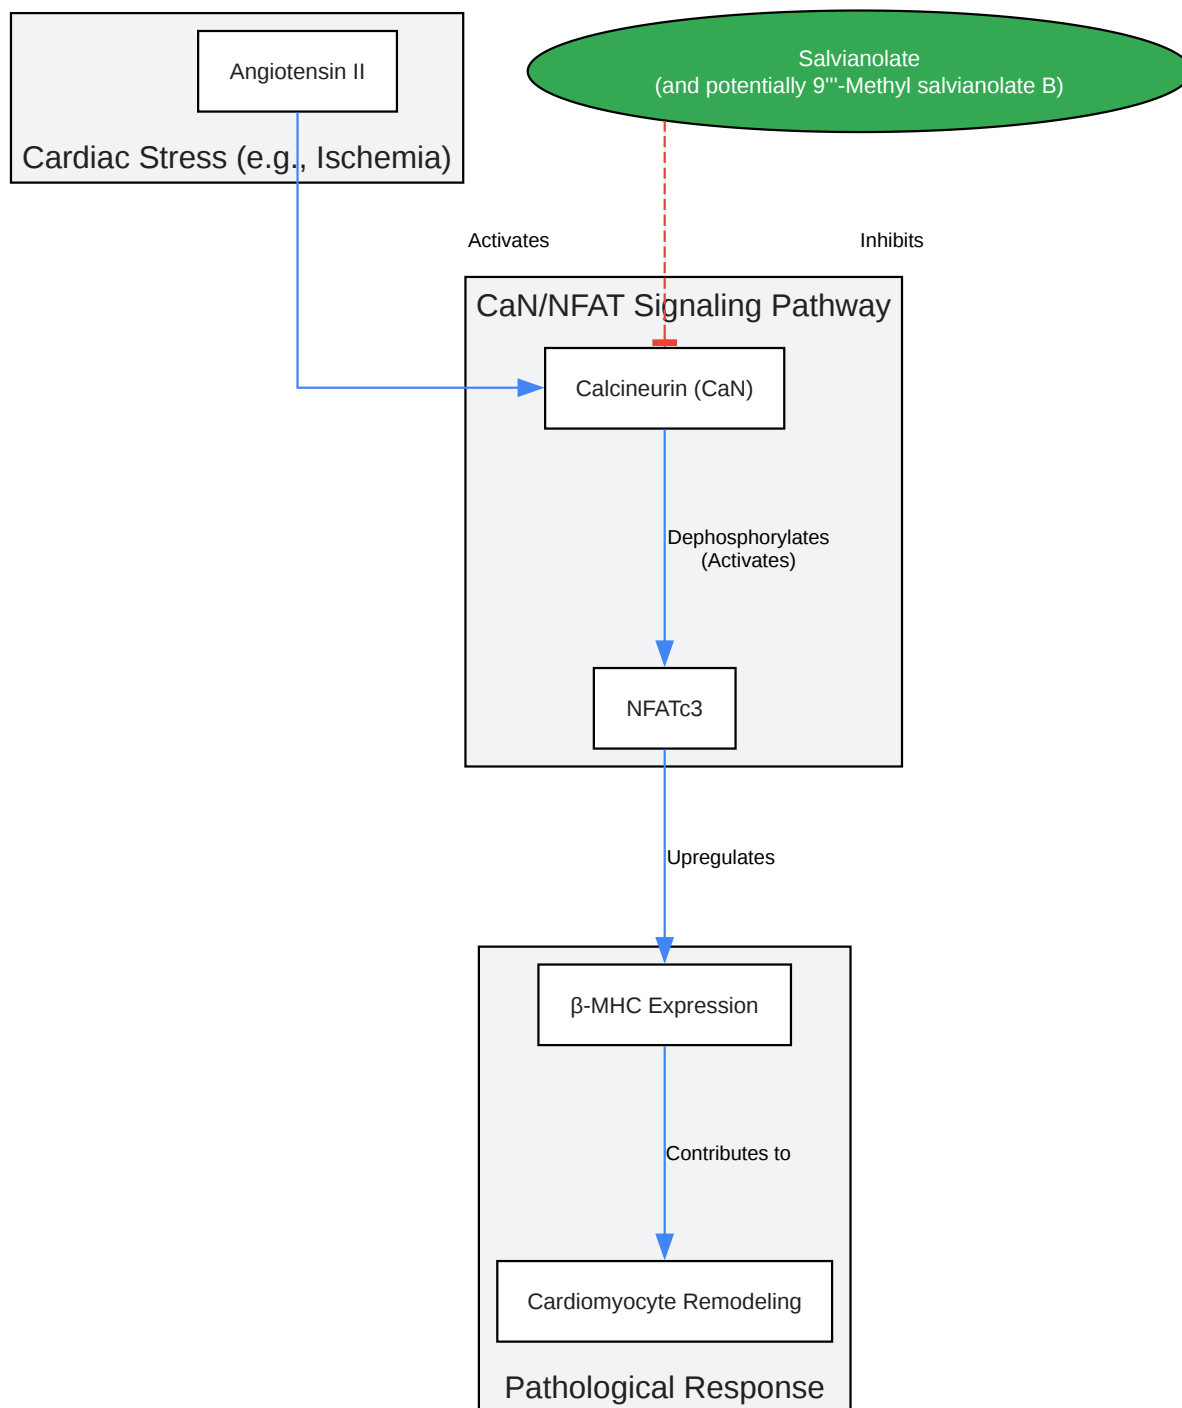 Angiotensin II
Cardiac Stress (e.g., Ischemia)
Salvianolate
(and potentially 9'''-Methyl salvianolate B)
Activates
Inhibits
CaN/NFAT Signaling Pathway
Calcineurin (CaN)
Dephosphorylates
(Activates)
NFATc3
Upregulates
β-MHC Expression
Contributes to
Cardiomyocyte Remodeling
Pathological Response